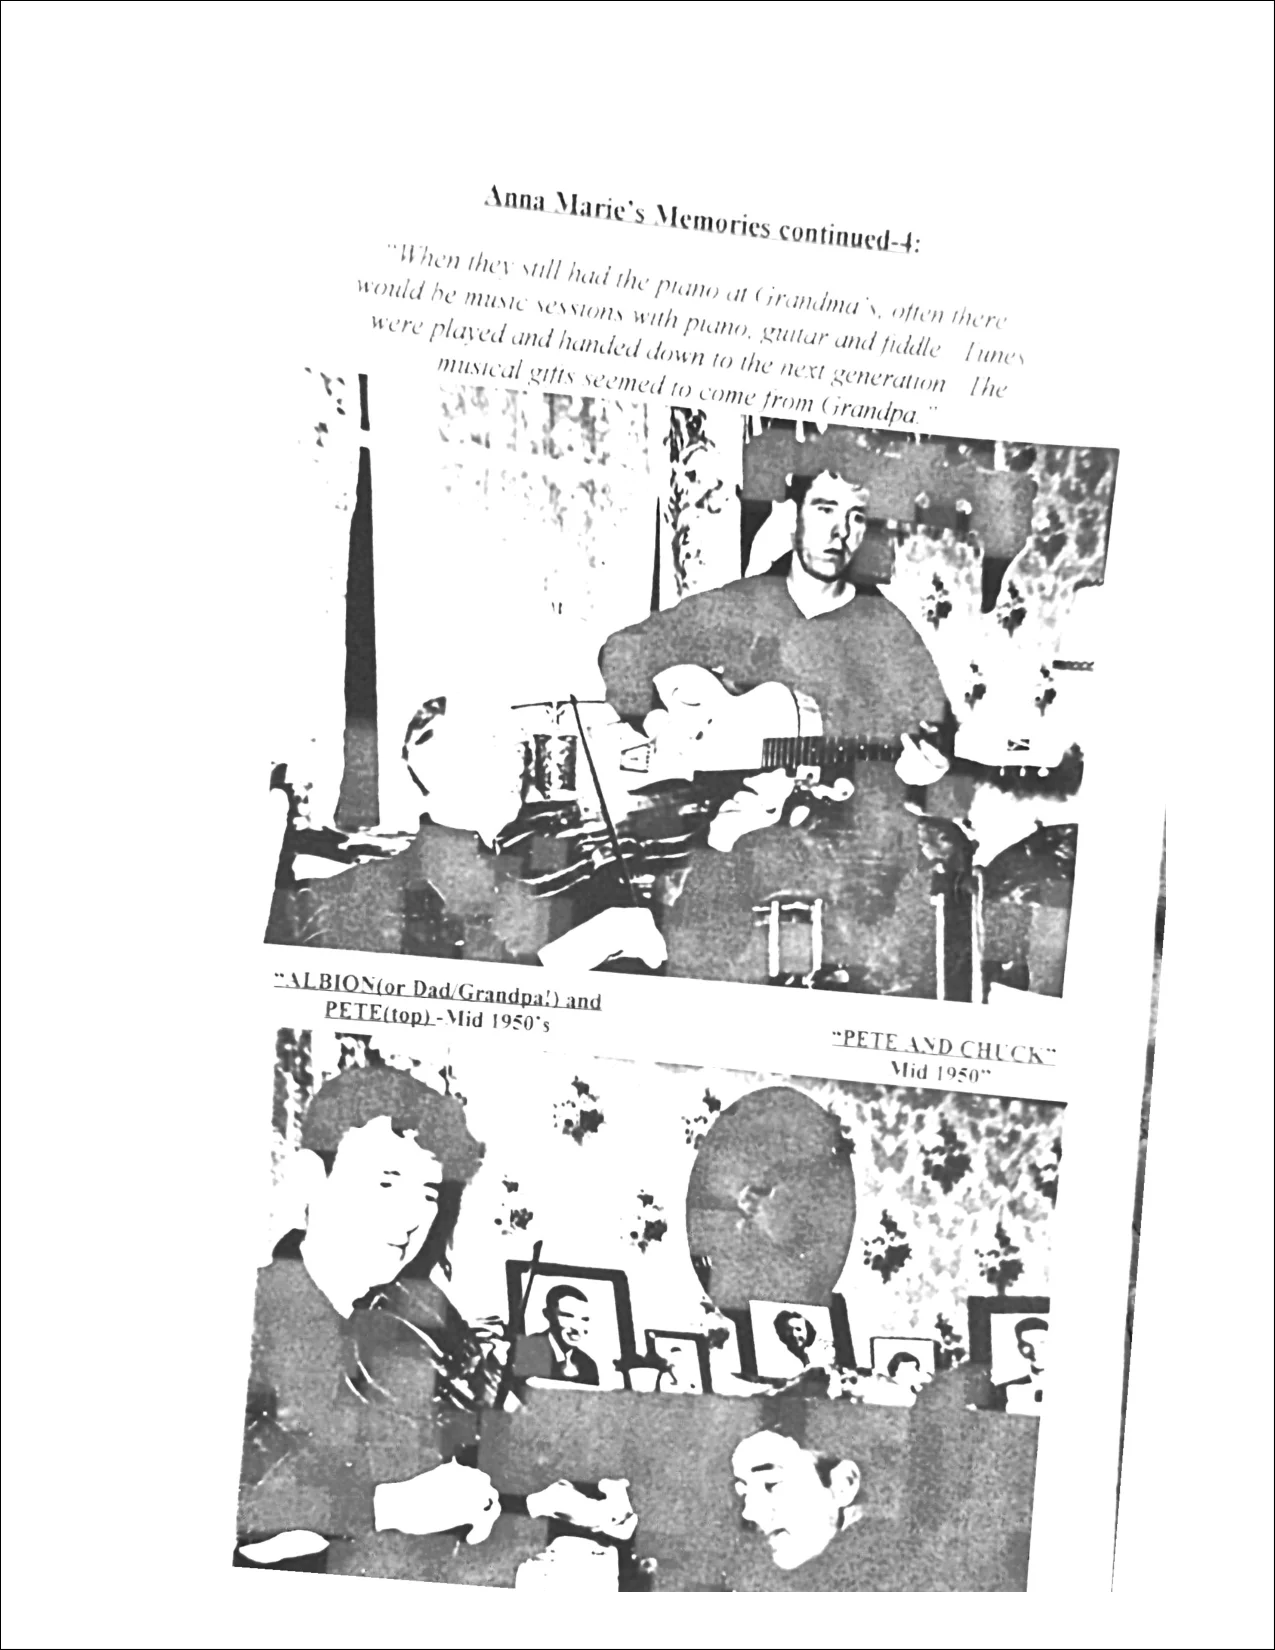 Anna Marie's Memories continued-4:
"When they still had the piano at Grandma's, often there
would be music sessions with piano, guitar and fiddle Tunes
were played and handed down to the next generation The
musical gifts seemed to come from Grandpa."
"ALBION(or Dad/Grandpa!) and
PETE(top) -Mid 1950's
"PETE AND CHUCK"
Mid 1950"